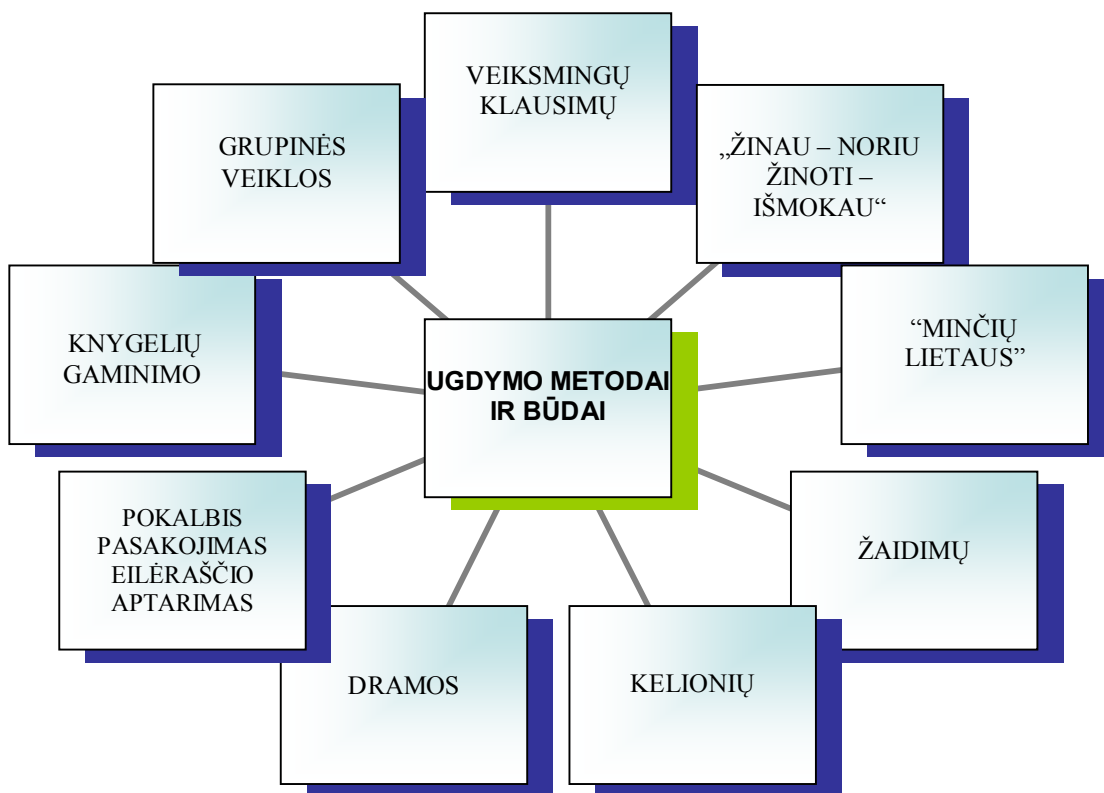 VEIKSMINGŲ
KLAUSIMŲ
GRUPINĖS
VEIKLOS
„ŽINAU – NORIU
ŽINOTI –
IŠMOKAU“
KNYGELIŲ
GAMINIMO
“MINČIŲ
LIETAUS”
UGDYMO METODAI
IR BŪDAI
POKALBIS
PASAKOJIMAS
EILĖRAŠČIO
APTARIMAS
ŽAIDIMŲ
DRAMOS
KELIONIŲ